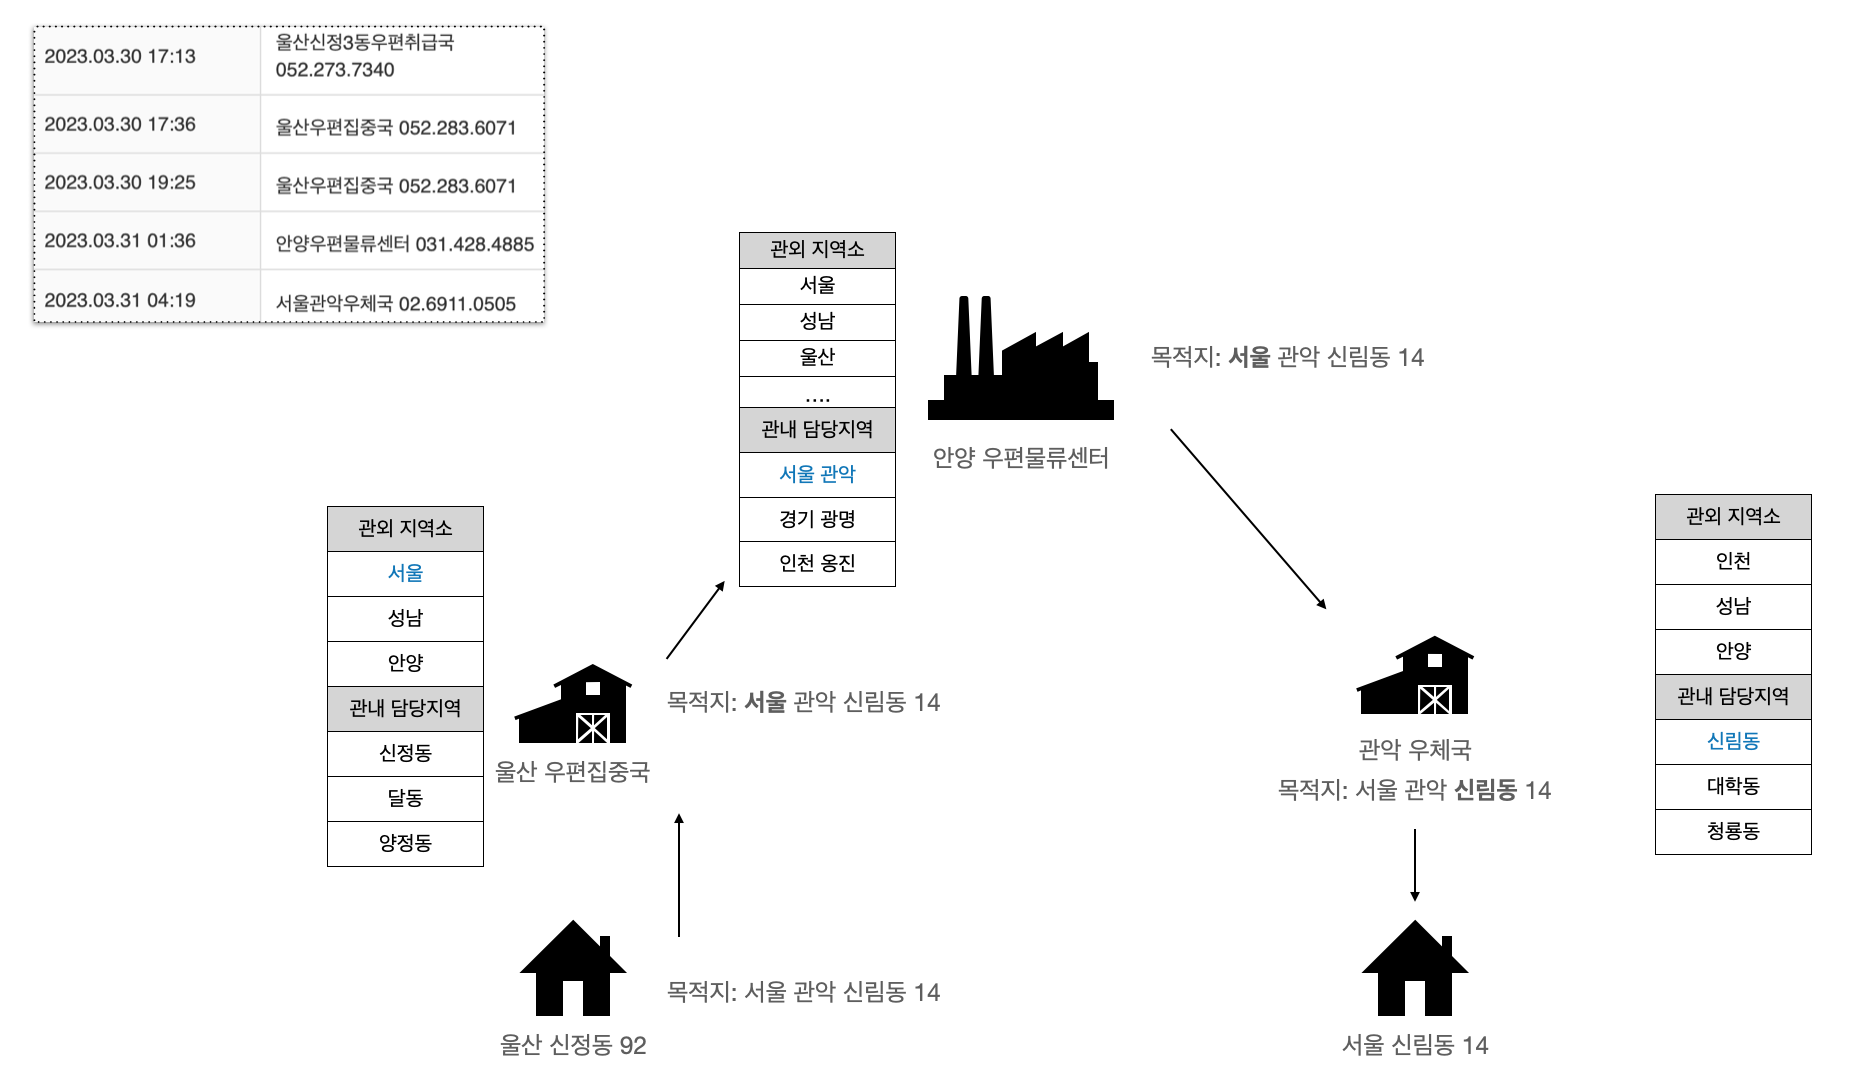 2023.03.30 17:13
울산신정3동우편취급국
052.273.7340
2023.03.30 17:36
울산우편집중국 052.283.6071
2023.03.30 19:25
울산우편집중국 052.283.6071
2023.03.31 01:36
안양우편물류센터 031.428.4885
2023.03.31 04:19
서울관악우체국 02.6911.0505
관외 지역소
서울
성남
울산
....
관내 담당지역
서울 관악
경기 광명
인천 옹진
안양 우편물류센터
목적지: 서울 관악 신림동 14
관외 지역소
서울
성남
안양
관내 담당지역
신정동
달동
양정동
울산 우편집중국
목적지: 서울 관악 신림동 14
울산 신정동 92
목적지: 서울 관악 신림동 14
관악 우체국
목적지: 서울 관악 신림동 14
서울 신림동 14
관외 지역소
인천
성남
안양
관내 담당지역
신림동
대학동
청룡동